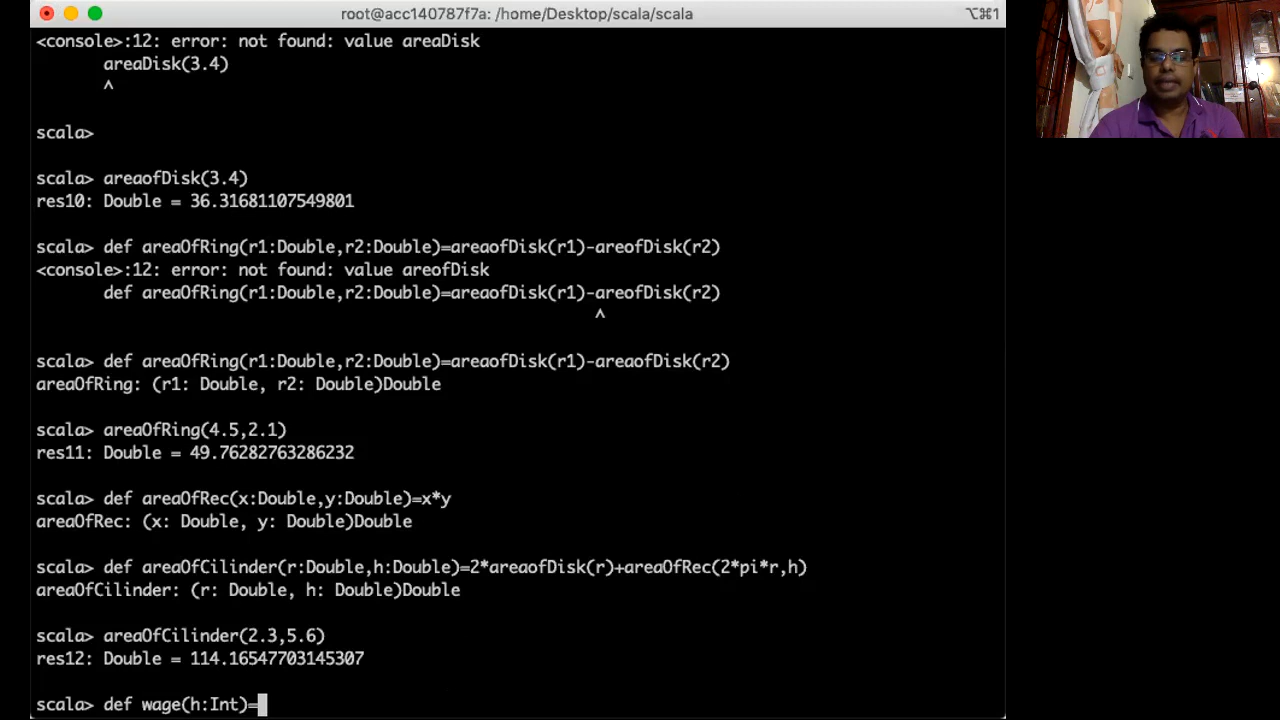 root@acc140787f7a: /home/Desktop/scala/scala
⌥⌘1
<console>:12: error: not found: value areaDisk
areaDisk(3.4)
^
scala>
scala> areaofDisk(3.4)
res10: Double = 36.31681107549801
scala> def areaOfRing(r1:Double,r2:Double)=areaofDisk(r1)-areofDisk(r2)
<console>:12: error: not found: value areofDisk
def areaOfRing(r1:Double,r2:Double)=areaofDisk(r1)-areofDisk(r2)
^
scala> def areaOfRing(r1:Double,r2:Double)=areaofDisk(r1)-areaofDisk(r2)
areaOfRing: (r1: Double, r2: Double)Double
scala> areaOfRing(4.5,2.1)
res11: Double = 49.76282763286232
scala> def areaOfRec(x:Double,y:Double)=x*y
areaOfRec: (x: Double, y: Double)Double
scala> def areaOfCilinder(r:Double,h:Double)=2*areaofDisk(r)+areaOfRec(2*pi*r,h)
areaOfCilinder: (r: Double, h: Double)Double
scala> areaOfCilinder(2.3,5.6)
res12: Double = 114.16547703145307
scala> def wage(h:Int)=